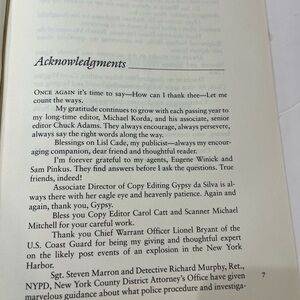 Acknowledgments
ONCE AGAIN it's time to say—How can I thank thee—Let me
count the ways.
My gratitude continues to grow with each passing year to
my long-time editor, Michael Korda, and his associate, senior
editor Chuck Adams. They always encourage, always persevere,
always say the right words along the way.
Blessings on Lisl Cade, my publicist—always my encour-
aging companion, dear friend and thoughtful reader.
I'm forever grateful to my agents, Eugene Winick and
Sam Pinkus. They find answers before I ask the questions. True
friends, indeed!
Associate Director of Copy Editing Gypsy da Silva is al-
ways there with her eagle eye and heavenly patience. Again and
again, thank you, Gypsy.
Bless you Copy Editor Carol Catt and Scanner Michael
Mitchell for your careful work.
Thank you Chief Warrant Officer Lionel Bryant of the
U.S. Coast Guard for being my giving and thoughtful expert
on the likely post events of an explosion in the New York
Harbor.
Sgt. Steven Marron and Detective Richard Murphy, Ret.,
NYPD, New York County District Attorney's Office have given
marvelous guidance about what police procedure and investiga-
7